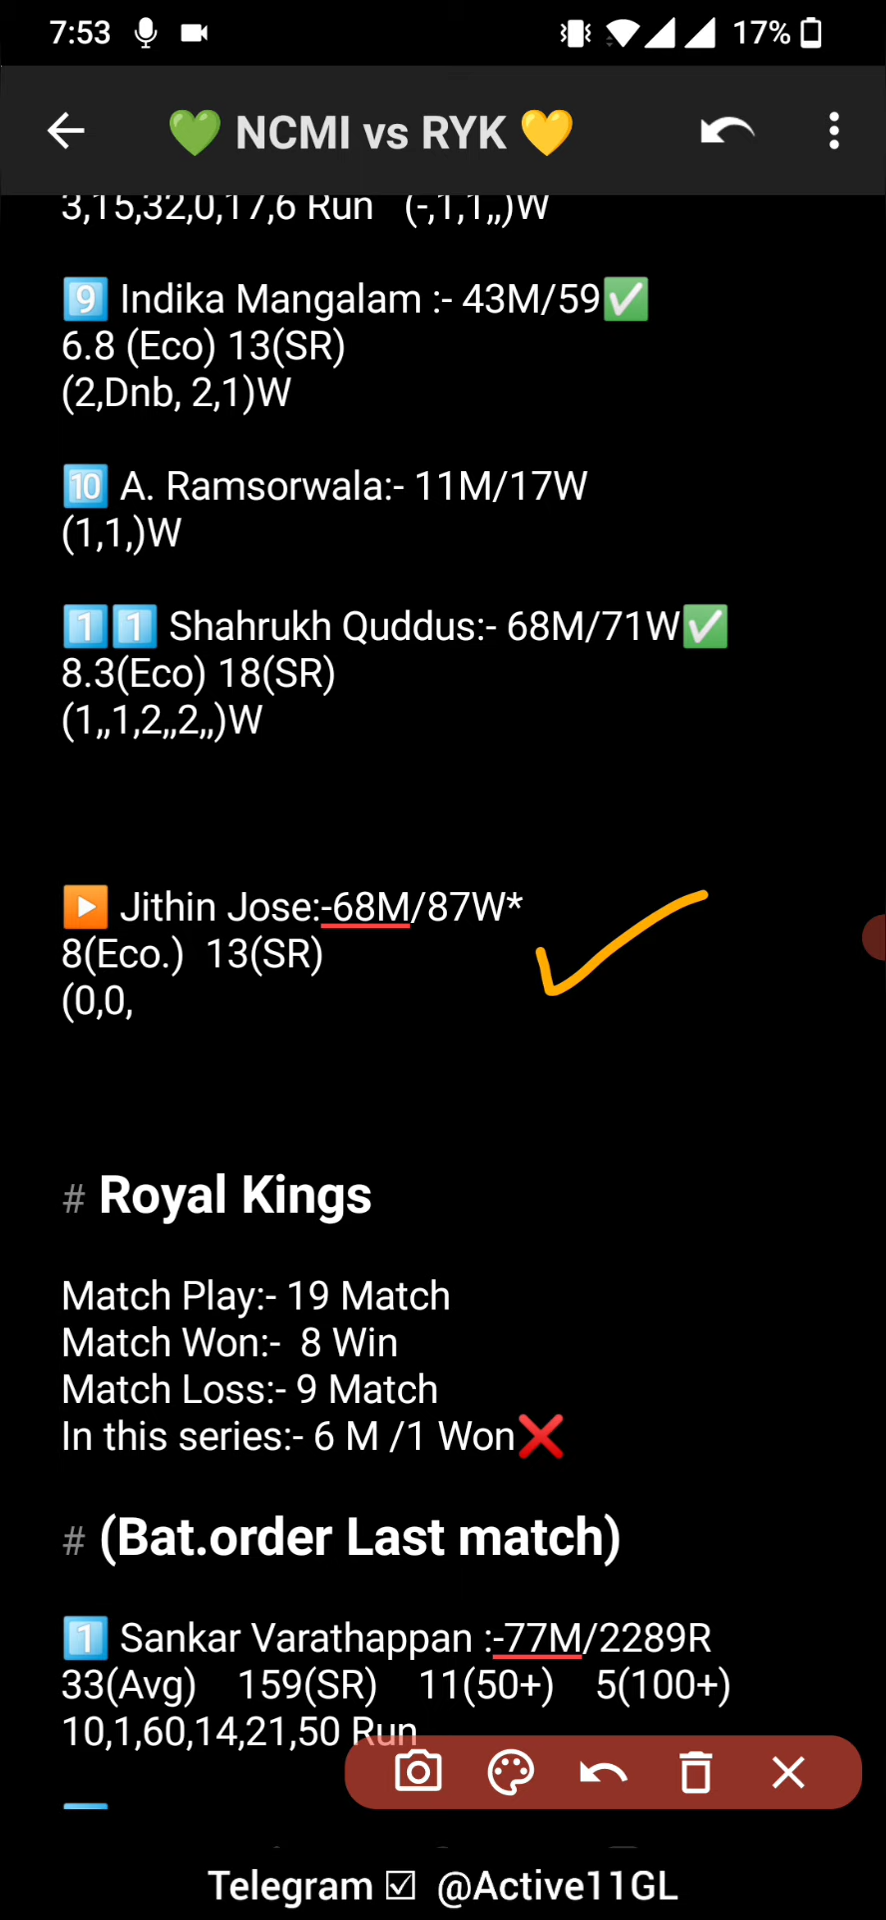 7:53 17%
💚 NCMI vs RYK 💛
3,15,32,0,17,6 Run (-,1,1,,)W
9️⃣ Indika Mangalam :- 43M/59✅
6.8 (Eco) 13(SR)
(2,Dnb, 2,1)W
🔟 A. Ramsorwala:- 11M/17W
(1,1,)W
1️⃣1️⃣ Shahrukh Quddus:- 68M/71W✅
8.3(Eco) 18(SR)
(1,,1,2,,2,,)W
▶️ Jithin Jose:-68M/87W*
8(Eco.) 13(SR)
(0,0,
# Royal Kings
Match Play:- 19 Match
Match Won:- 8 Win
Match Loss:- 9 Match
In this series:- 6 M /1 Won❌
# (Bat.order Last match)
1️⃣ Sankar Varathappan :-77M/2289R
33(Avg) 159(SR) 11(50+) 5(100+)
10,1,60,14,21,50 Run
Telegram ☑ @Active11GL